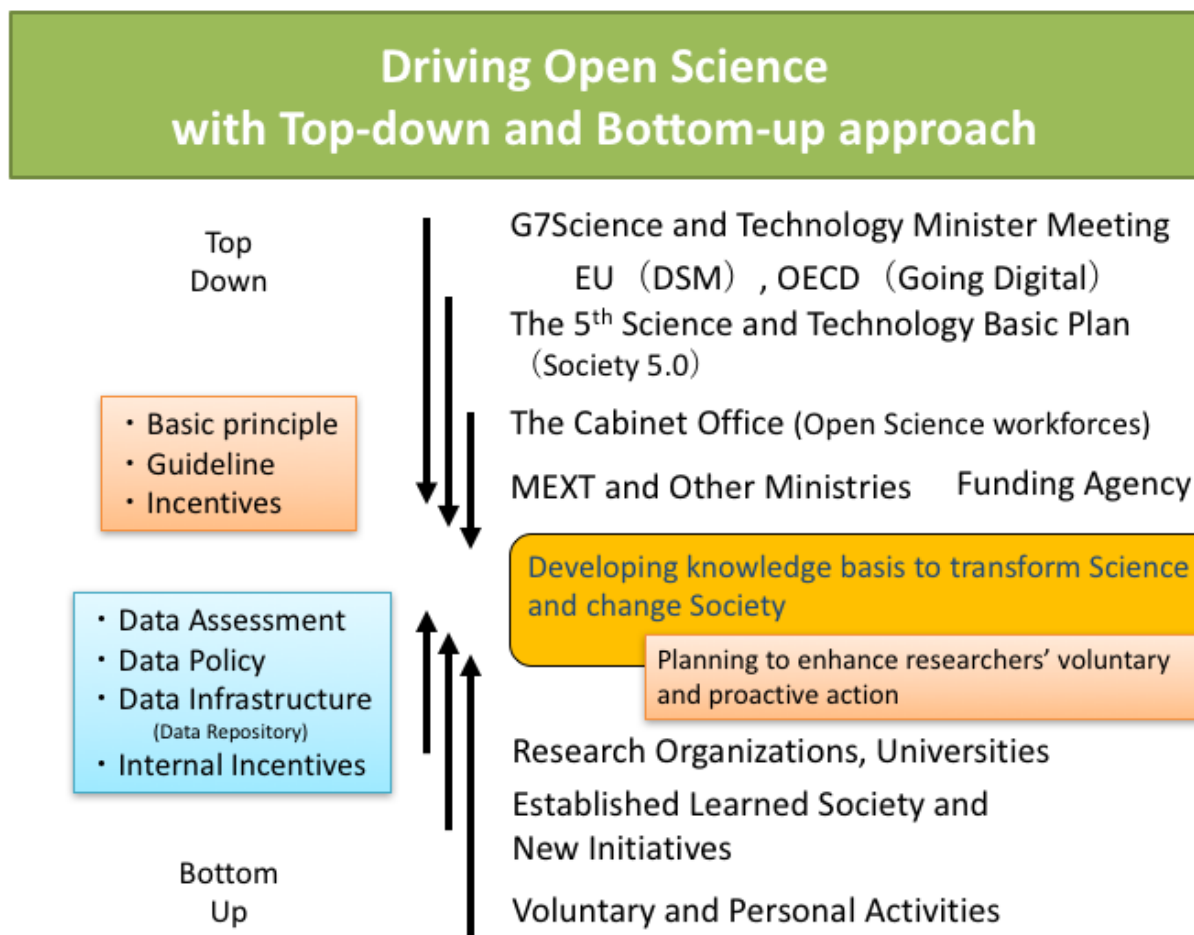 Driving Open Science
with Top-down and Bottom-up approach
Top
Down
G7Science and Technology Minister Meeting
EU （DSM）, OECD （Going Digital）
The 5th Science and Technology Basic Plan
（Society 5.0）
・Basic principle
・Guideline
・Incentives
The Cabinet Office (Open Science workforces)
MEXT and Other Ministries Funding Agency
Developing knowledge basis to transform Science
and change Society
Planning to enhance researchers’ voluntary
and proactive action
・Data Assessment
・Data Policy
・Data Infrastructure
(Data Repository)
・Internal Incentives
Research Organizations, Universities
Established Learned Society and
New Initiatives
Bottom
Up
Voluntary and Personal Activities